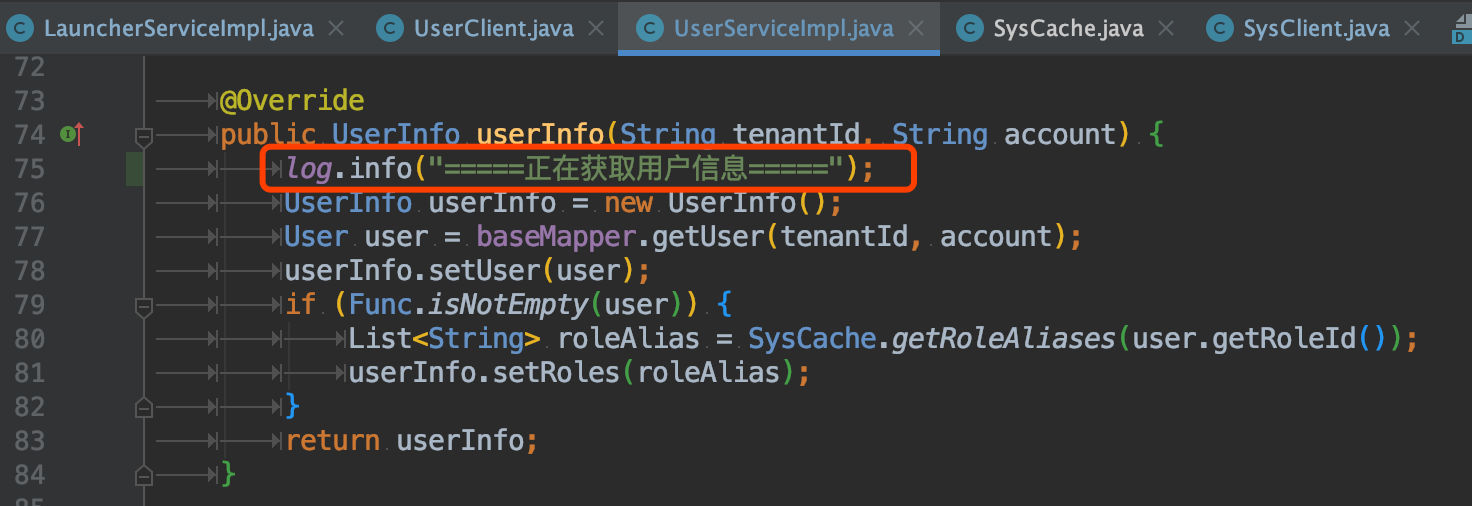 LauncherServiceImpl.java UserClient.java UserServiceImpl.java SysCache.java SysClient.java
72
73 @Override
74 public UserInfo userInfo(String tenantId, String account) {
75 log.info("=====正在获取用户信息=====");
76 UserInfo userInfo = new UserInfo();
77 User user = baseMapper.getUser(tenantId, account);
78 userInfo.setUser(user);
79 if (Func.isNotEmpty(user)) {
80 List<String> roleAlias = SysCache.getRoleAliases(user.getRoleId());
81 userInfo.setRoles(roleAlias);
82 }
83 return userInfo;
84 }